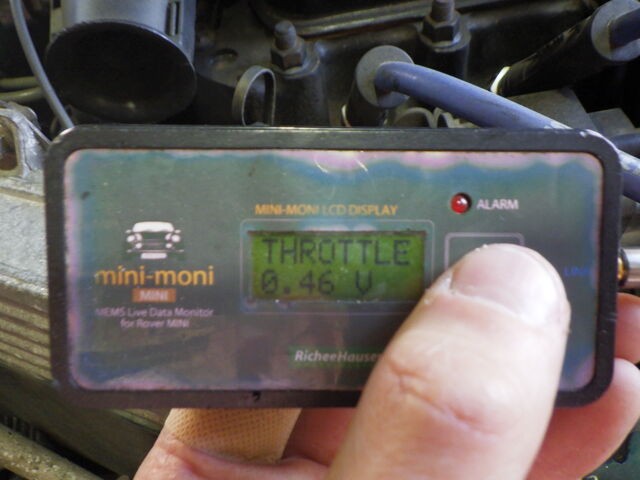 MINI-MONI LCD DISPLAY
ALARM
THROTTLE
0.46 V
mini-moni
MINI
MEMS Live Data Monitor
for Rover MINI
RicheeHauser